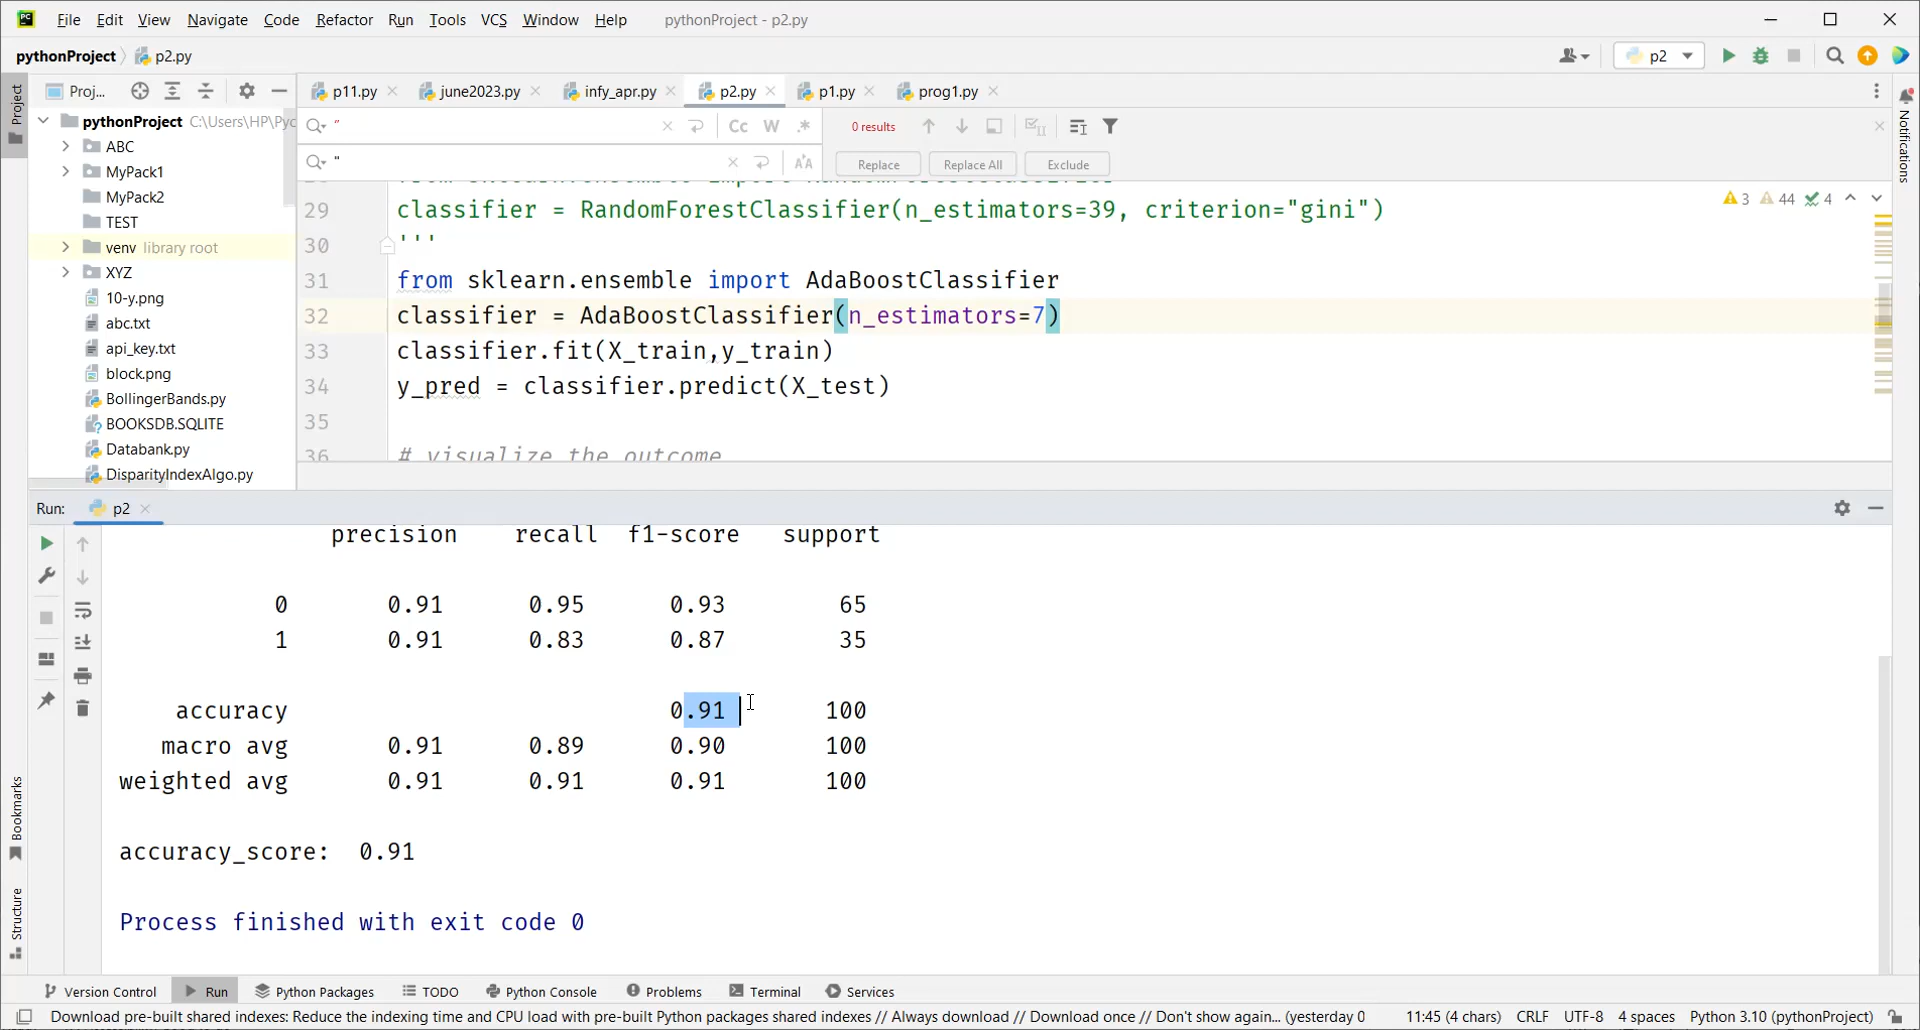 PC File Edit View Navigate Code Refactor Run Tools VCS Window Help pythonProject - p2.py
pythonProject p2.py p2
Project
Proj...
p11.py june2023.py infy_apr.py p2.py p1.py prog1.py
Notifications
pythonProject C:\Users\HP\Pyc
ABC
MyPack1
MyPack2
TEST
venv library root
XYZ
10-y.png
abc.txt
api_key.txt
block.png
BollingerBands.py
BOOKSDB.SQLITE
Databank.py
DisparityIndexAlgo.py
" Cc W .* 0 results
" Replace Replace All Exclude
3 44 4
29 classifier = RandomForestClassifier(n_estimators=39, criterion="gini")
30 '''
31 from sklearn.ensemble import AdaBoostClassifier
32 classifier = AdaBoostClassifier(n_estimators=7)
33 classifier.fit(X_train,y_train)
34 y_pred = classifier.predict(X_test)
35
36 # visualize the outcome
Run: p2
precision recall f1-score support
0 0.91 0.95 0.93 65
1 0.91 0.83 0.87 35
accuracy 0.91 100
macro avg 0.91 0.89 0.90 100
weighted avg 0.91 0.91 0.91 100
accuracy_score: 0.91
Process finished with exit code 0
Bookmarks
Structure
Version Control Run Python Packages TODO Python Console Problems Terminal Services
Download pre-built shared indexes: Reduce the indexing time and CPU load with pre-built Python packages shared indexes // Always download // Download once // Don't show again... (yesterday 0 11:45 (4 chars) CRLF UTF-8 4 spaces Python 3.10 (pythonProject)